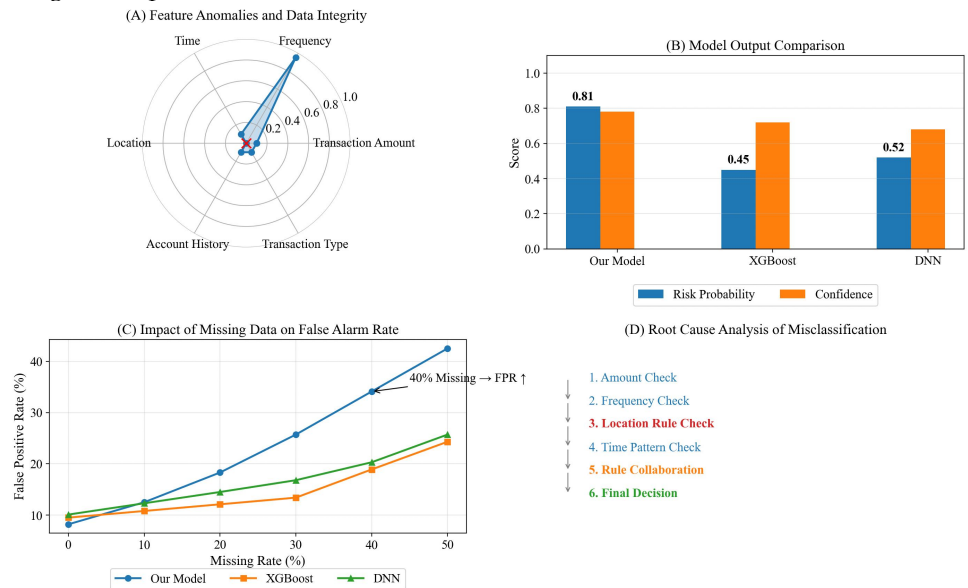 (A) Feature Anomalies and Data Integrity
Time
Frequency
1.0
0.8
0.6
0.4
0.2
Location
Transaction Amount
Account History
Transaction Type
(B) Model Output Comparison
Score
1.0
0.8
0.6
0.4
0.2
0.0
0.81
0.45
0.52
Our Model
XGBoost
DNN
Risk Probability
Confidence
(C) Impact of Missing Data on False Alarm Rate
False Positive Rate (%)
40
30
20
10
40% Missing → FPR ↑
0
10
20
30
40
50
Missing Rate (%)
Our Model
XGBoost
DNN
(D) Root Cause Analysis of Misclassification
1. Amount Check
2. Frequency Check
3. Location Rule Check
4. Time Pattern Check
5. Rule Collaboration
6. Final Decision